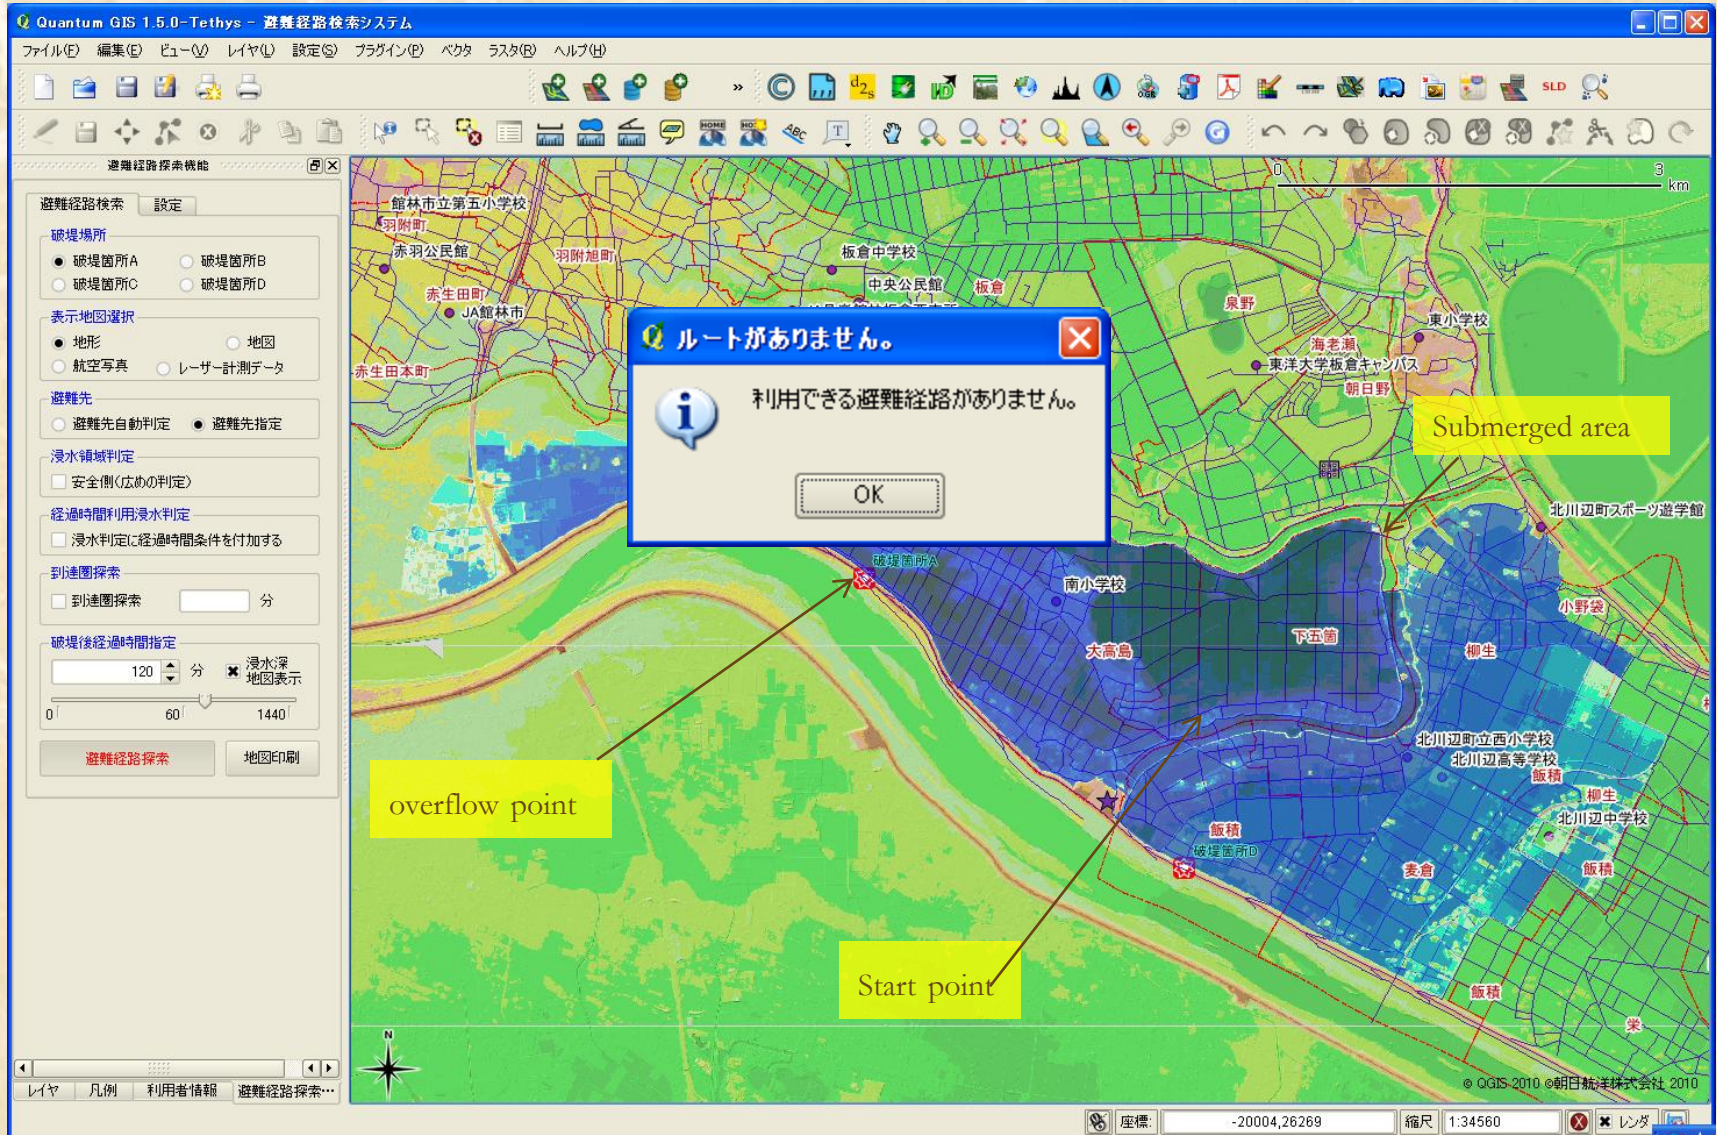 Quantum GIS 1.5.0-Tethys - 避難経路検索システム
ファイル(F) 編集(E) ビュー(V) レイヤ(L) 設定(S) プラグイン(P) ベクタ ラスタ(R) ヘルプ(H)
»
d2s
SLD
HOME
ABC
T
避難経路探索機能
避難経路検索 設定
破堤場所
破堤箇所A 破堤箇所B
破堤箇所C 破堤箇所D
表示地図選択
地形 地図
航空写真 レーザー計測データ
避難先
避難先自動判定 避難先指定
浸水領域判定
安全側(広めの判定)
経過時間利用浸水判定
浸水判定に経過時間条件を付加する
到達圏探索
到達圏探索 分
破堤後経過時間指定
120 分 浸水深
地図表示
0 60 1440
避難経路探索 地図印刷
レイヤ 凡例 利用者情報 避難経路探索…
0 3
km
館林市立第五小学校
羽附町
赤羽公民館
羽附旭町
板倉中学校
中央公民館
板倉
赤生田町
JA館林市
泉野
東小学校
海老瀬
東洋大学板倉キャンパス
朝日野
赤生田本町
ルートがありません。
利用できる避難経路がありません。
OK
Submerged area
北川辺町スポーツ遊学館
破堤箇所A
南小学校
小野袋
下五箇
大高島
柳生
北川辺町立西小学校
北川辺高等学校
飯積
overflow point
柳生
北川辺中学校
飯積
破堤箇所D
麦倉
飯積
Start point
飯積
栄
N
© QGIS 2010 ©朝日航洋株式会社 2010
座標: -20004,26269 縮尺 1:34560 レンダ